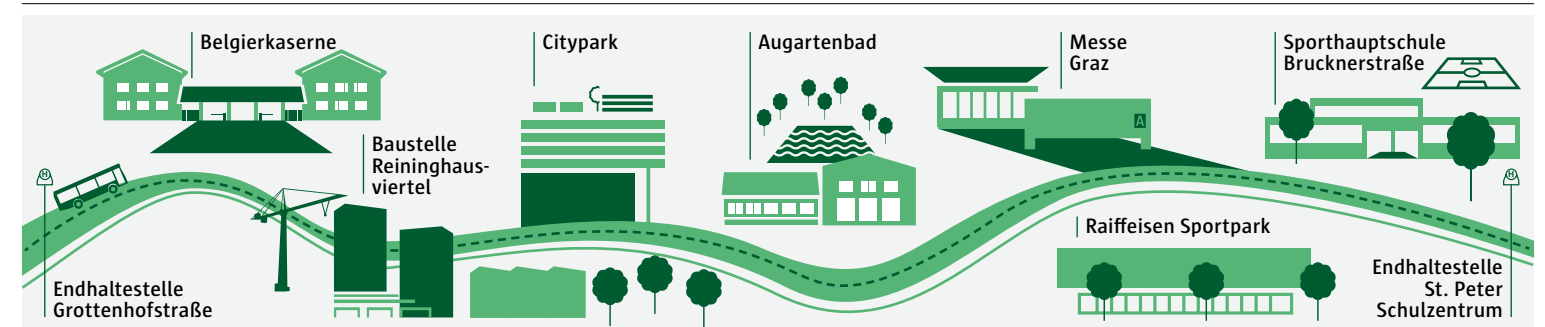 Belgierkaserne
Citypark
Augartenbad
Messe
Graz
Sporthauptschule
Brucknerstraße
Baustelle
Reininghaus-
viertel
H
A
H
Raiffeisen Sportpark
Endhaltestelle
Grottenhofstraße
Endhaltestelle
St. Peter
Schulzentrum